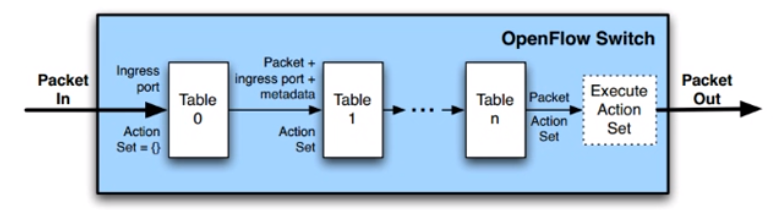 OpenFlow Switch
Packet
In
Ingress
port
Action
Set = {}
Table
0
Packet +
ingress port +
metadata
Action
Set
Table
1
...
Table
n
Packet
Action
Set
Execute
Action
Set
Packet
Out